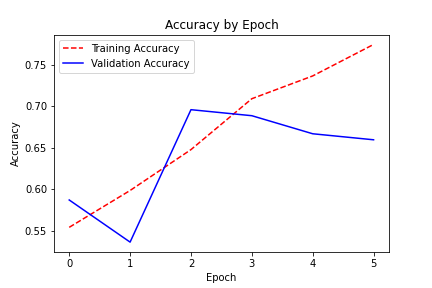 Accuracy by Epoch
Training Accuracy
Validation Accuracy
0.75
0.70
0.65
0.60
0.55
Accuracy
0 1 2 3 4 5
Epoch